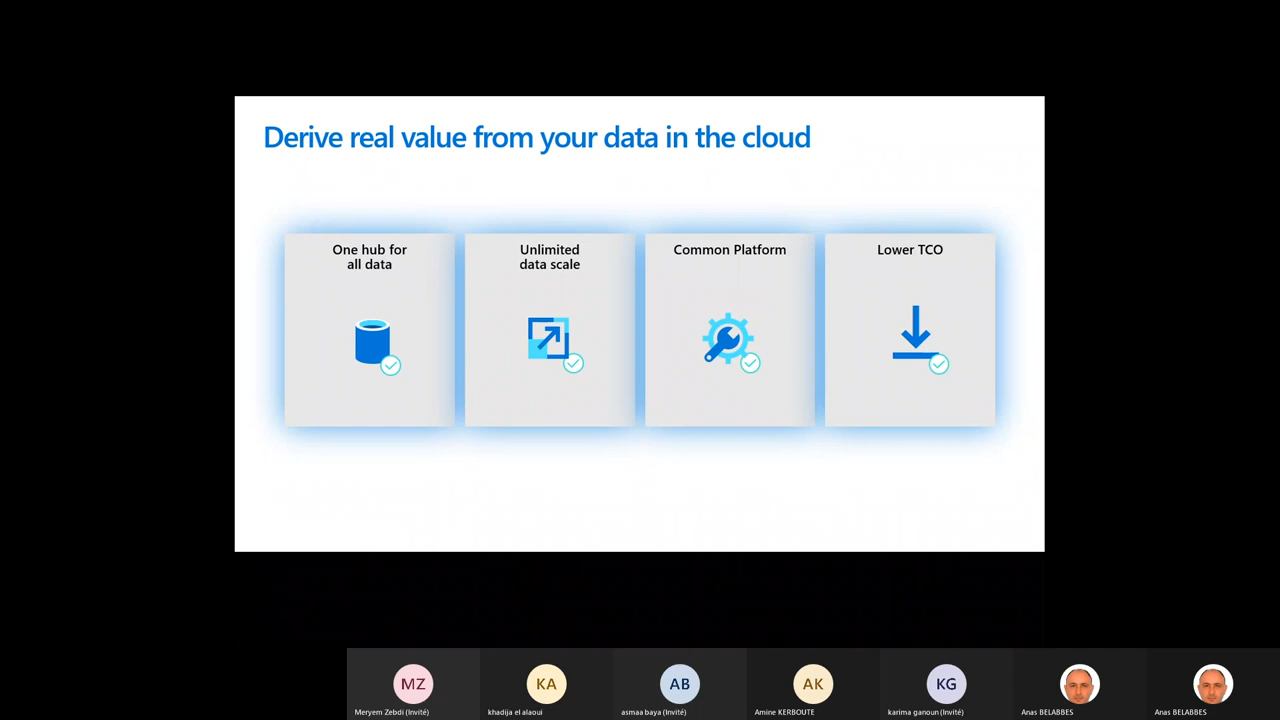 Derive real value from your data in the cloud
One hub for
all data
Unlimited
data scale
Common Platform
Lower TCO
MZ
KA
AB
AK
KG
Meryem Zebdi (Invité)
khadija el alaoui
asmaa baya (Invité)
Amine KERBOUTE
karima ganoun (Invité)
Anas BELABBES
Anas BELABBES